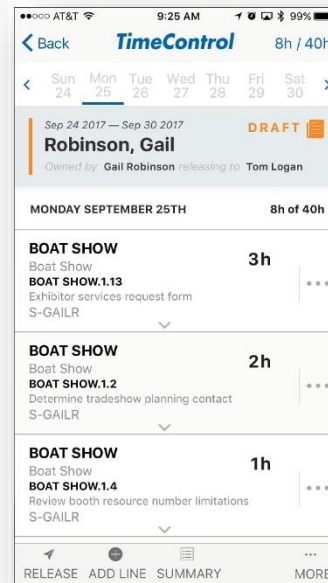 AT&T 9:25 AM 99%
Back TimeControl 8h / 40h
Sun Mon Tue Wed Thu Fri Sat
24 25 26 27 28 29 30
Sep 24 2017 — Sep 30 2017 DRAFT
Robinson, Gail
Owned by Gail Robinson releasing to Tom Logan
MONDAY SEPTEMBER 25TH 8h of 40h
BOAT SHOW 3h
Boat Show
BOAT SHOW.1.13
Exhibitor services request form
S-GAILR
BOAT SHOW 2h
Boat Show
BOAT SHOW.1.2
Determine tradeshow planning contact
S-GAILR
BOAT SHOW 1h
Boat Show
BOAT SHOW.1.4
Review booth resource number limitations
S-GAILR
RELEASE ADD LINE SUMMARY MORE